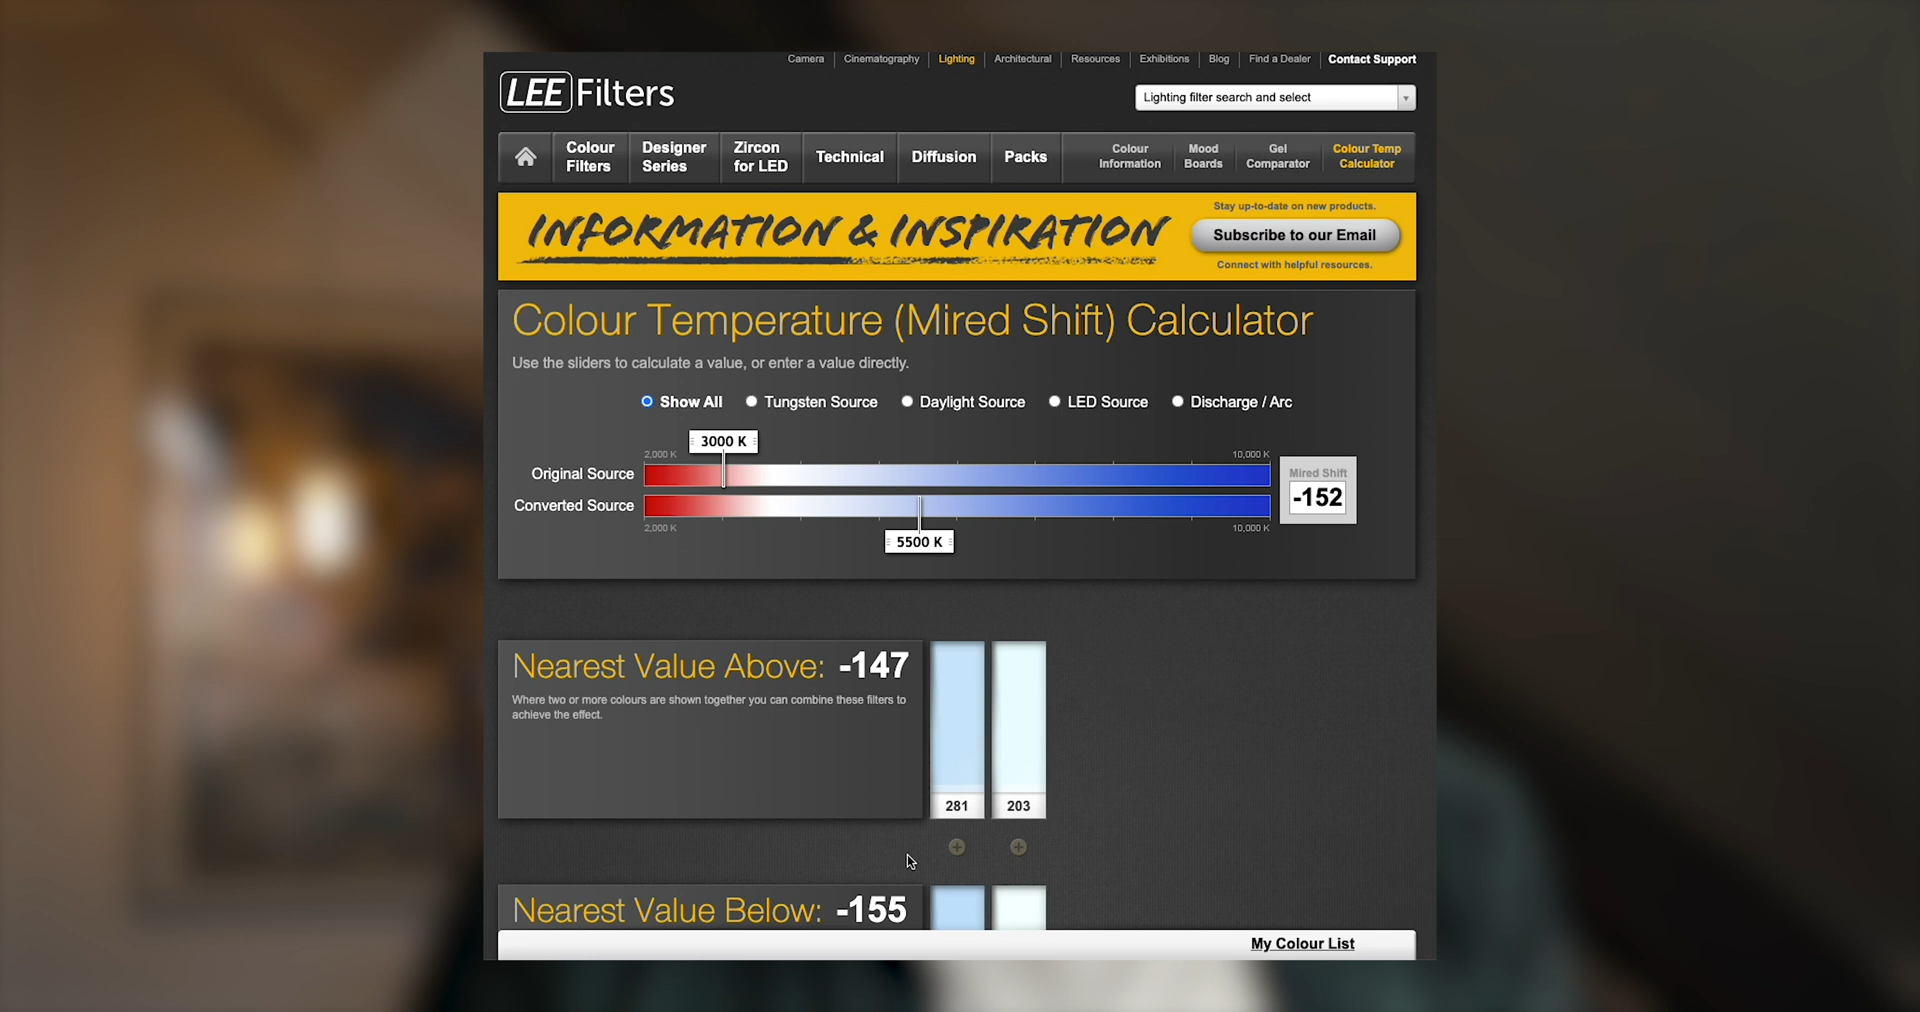 Camera
Cinematography
Lighting
Architectural
Resources
Exhibitions
Blog
Find a Dealer
Contact Support
LEE Filters
Lighting filter search and select
Colour
Filters
Designer
Series
Zircon
for LED
Technical
Diffusion
Packs
Colour
Information
Mood
Boards
Gel
Comparator
Colour Temp
Calculator
INFORMATION & INSPIRATION
Stay up-to-date on new products.
Subscribe to our Email
Connect with helpful resources.
Colour Temperature (Mired Shift) Calculator
Use the sliders to calculate a value, or enter a value directly.
Show All
Tungsten Source
Daylight Source
LED Source
Discharge / Arc
3000 K
2,000 K
10,000 K
Original Source
Converted Source
2,000 K
10,000 K
5500 K
Mired Shift
-152
Nearest Value Above: -147
Where two or more colours are shown together you can combine these filters to
achieve the effect.
281
203
Nearest Value Below: -155
My Colour List